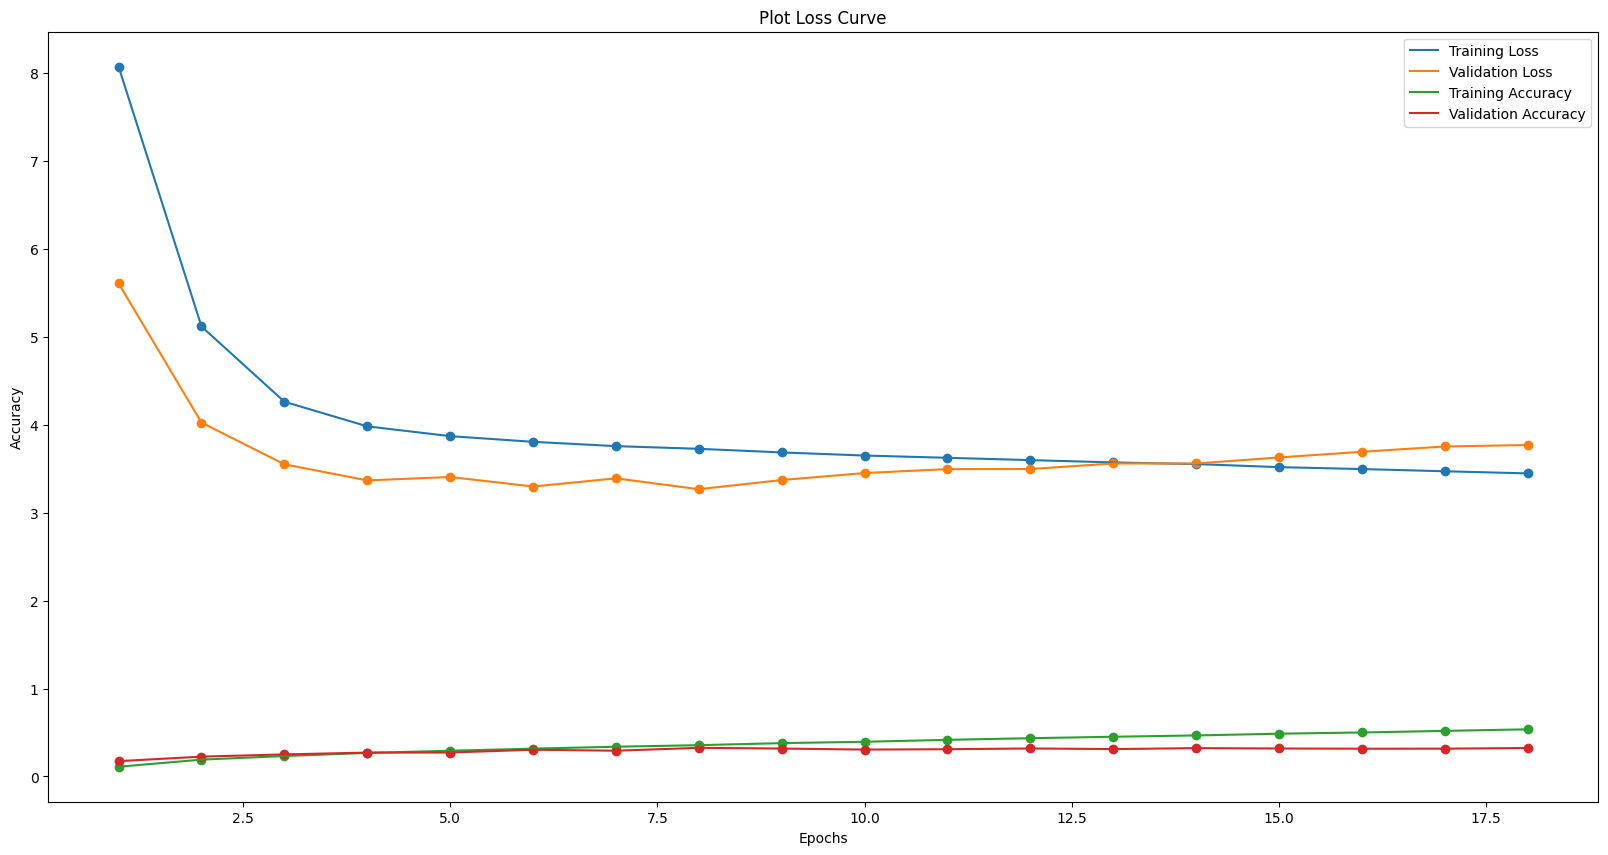 Plot Loss Curve
Training Loss
Validation Loss
Training Accuracy
Validation Accuracy
8
7
6
5
4
3
2
1
0
Accuracy
2.5 5.0 7.5 10.0 12.5 15.0 17.5
Epochs